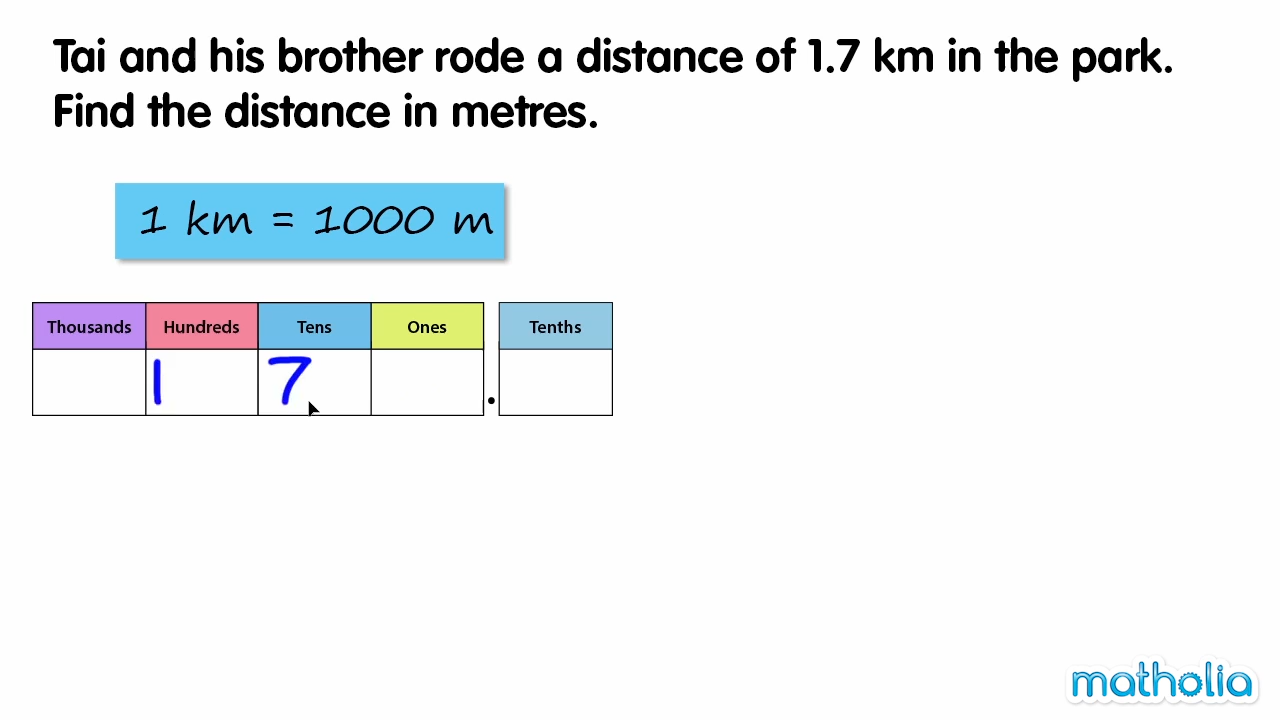 Tai and his brother rode a distance of 1.7 km in the park.
Find the distance in metres.
1 km = 1000 m
Thousands Hundreds Tens Ones Tenths
1 7 .
matholia